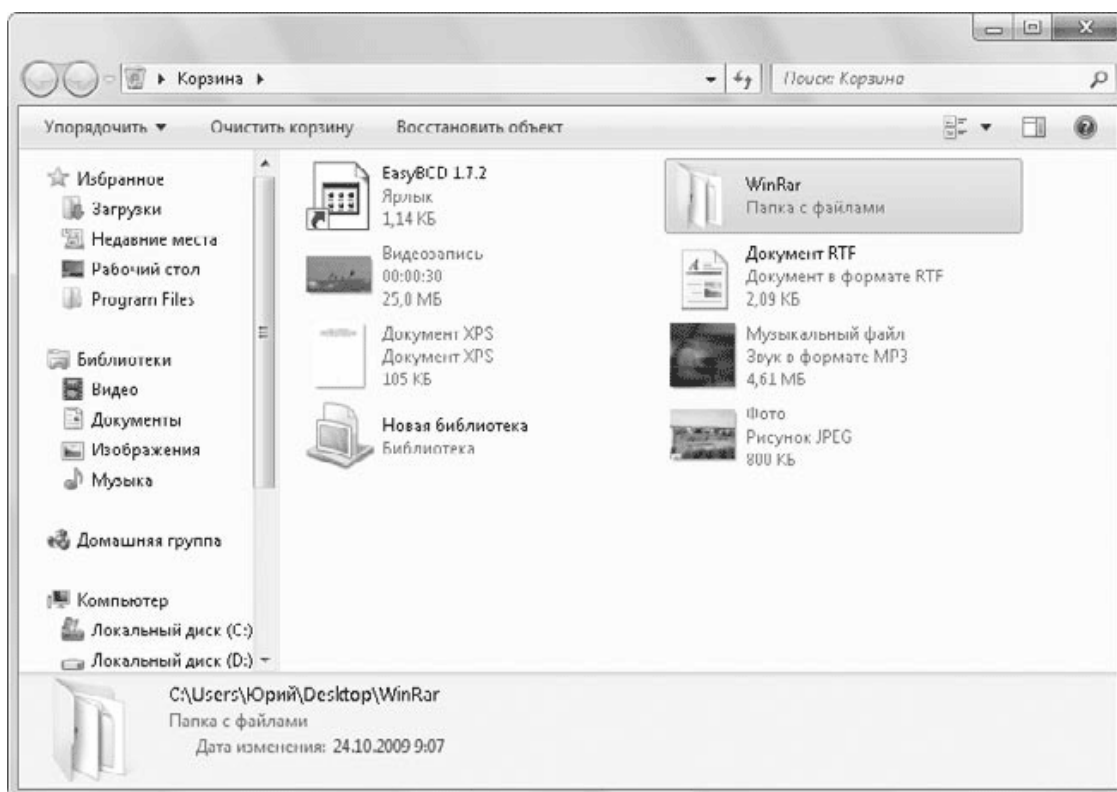 Корзина
Поиск: Корзина
Упорядочить Очистить корзину Восстановить объект
Избранное
Загрузки
Недавние места
Рабочий стол
Program Files
Библиотеки
Видео
Документы
Изображения
Музыка
Домашняя группа
Компьютер
Локальный диск (C:)
Локальный диск (D:)
EasyBCD 1.7.2
Ярлык
1,14 КБ
WinRar
Папка с файлами
Видеозапись
00:00:30
25,0 МБ
Документ RTF
Документ в формате RTF
2,09 КБ
Документ XPS
Документ XPS
105 КБ
Музыкальный файл
Звук в формате MP3
4,61 МБ
Новая библиотека
Библиотека
Фото
Рисунок JPEG
800 КБ
C:\Users\Юрий\Desktop\WinRar
Папка с файлами
Дата изменения: 24.10.2009 9:07